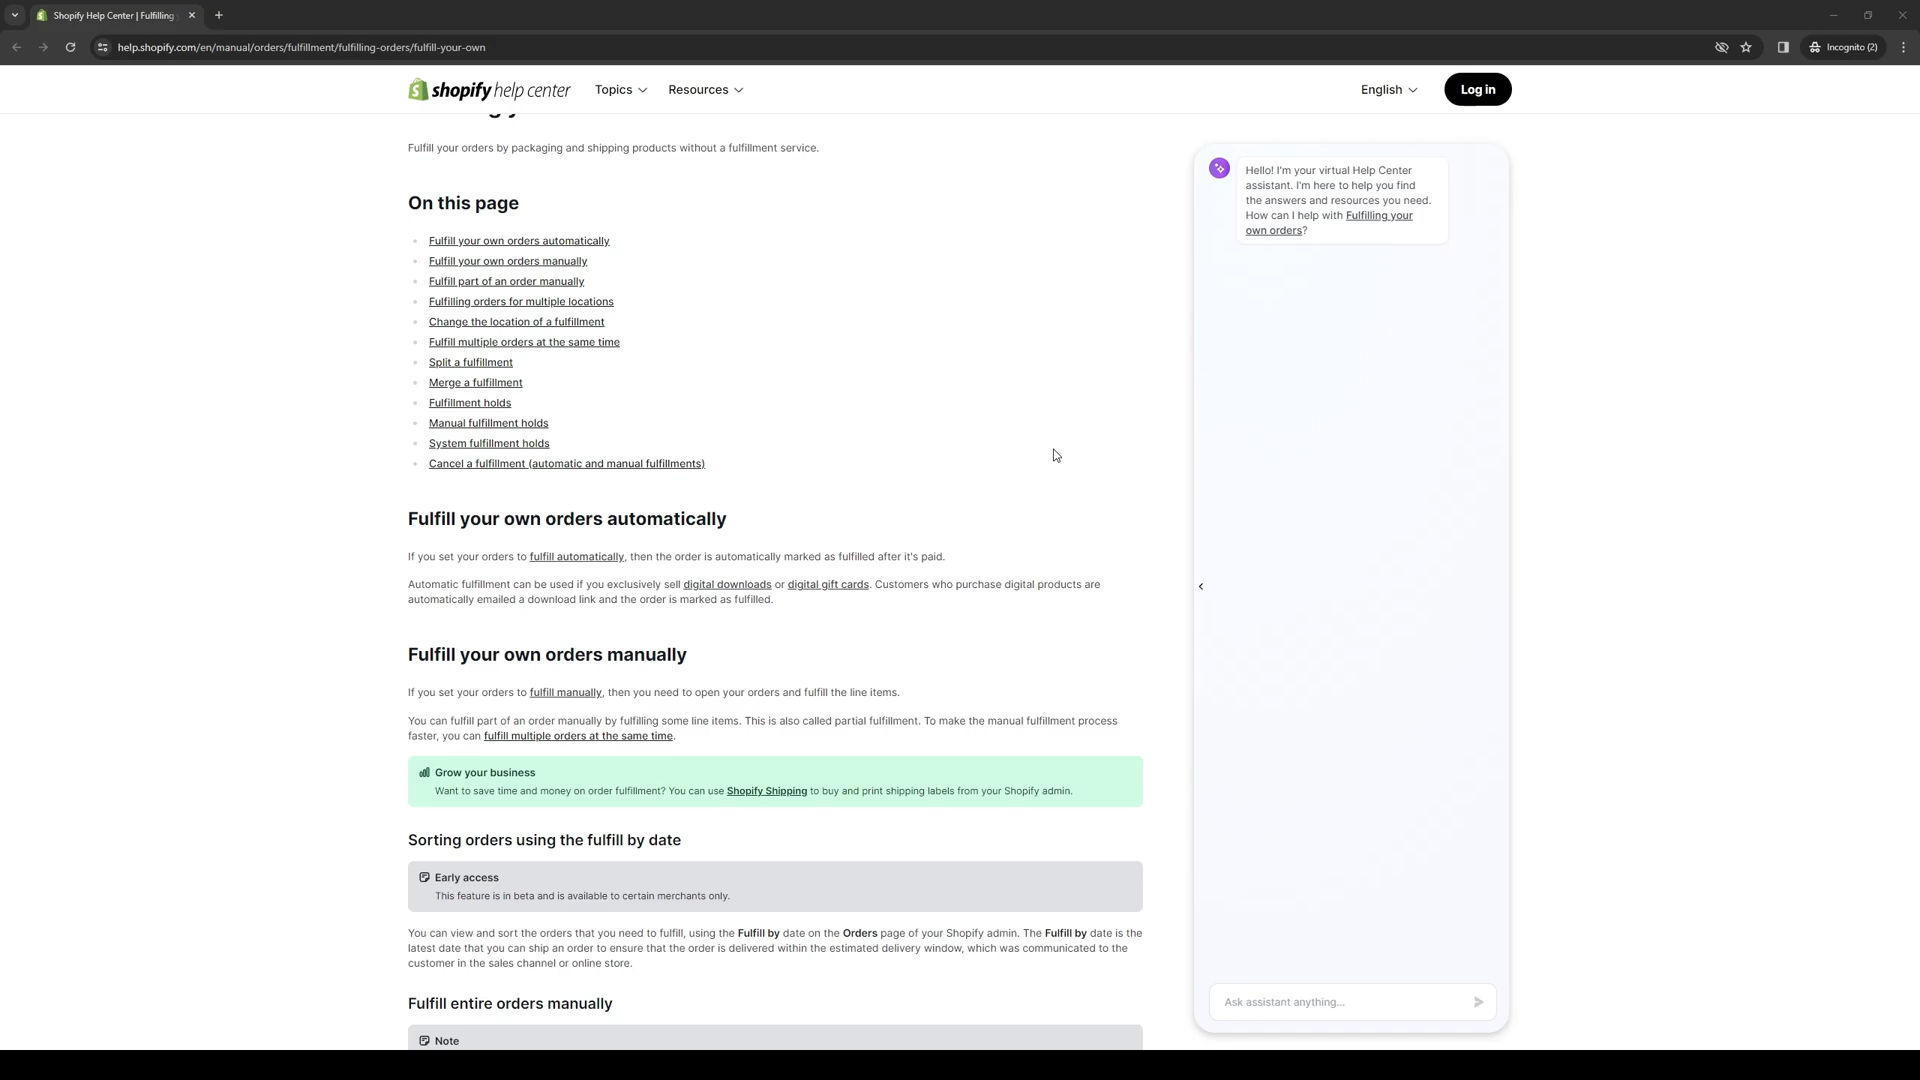 Shopify Help Center | Fulfilling
help.shopify.com/en/manual/orders/fulfillment/fulfilling-orders/fulfill-your-own
Incognito (2)
shopify help center
Topics
Resources
English
Log in
Fulfill your orders by packaging and shipping products without a fulfillment service.
On this page
Fulfill your own orders automatically
Fulfill your own orders manually
Fulfill part of an order manually
Fulfilling orders for multiple locations
Change the location of a fulfillment
Fulfill multiple orders at the same time
Split a fulfillment
Merge a fulfillment
Fulfillment holds
Manual fulfillment holds
System fulfillment holds
Cancel a fulfillment (automatic and manual fulfillments)
Fulfill your own orders automatically
If you set your orders to fulfill automatically, then the order is automatically marked as fulfilled after it's paid.
Automatic fulfillment can be used if you exclusively sell digital downloads or digital gift cards. Customers who purchase digital products are
automatically emailed a download link and the order is marked as fulfilled.
Fulfill your own orders manually
If you set your orders to fulfill manually, then you need to open your orders and fulfill the line items.
You can fulfill part of an order manually by fulfilling some line items. This is also called partial fulfillment. To make the manual fulfillment process
faster, you can fulfill multiple orders at the same time.
Grow your business
Want to save time and money on order fulfillment? You can use Shopify Shipping to buy and print shipping labels from your Shopify admin.
Sorting orders using the fulfill by date
Early access
This feature is in beta and is available to certain merchants only.
You can view and sort the orders that you need to fulfill, using the Fulfill by date on the Orders page of your Shopify admin. The Fulfill by date is the
latest date that you can ship an order to ensure that the order is delivered within the estimated delivery window, which was communicated to the
customer in the sales channel or online store.
Fulfill entire orders manually
Note
Hello! I'm your virtual Help Center
assistant. I'm here to help you find
the answers and resources you need.
How can I help with Fulfilling your
own orders?
Ask assistant anything...